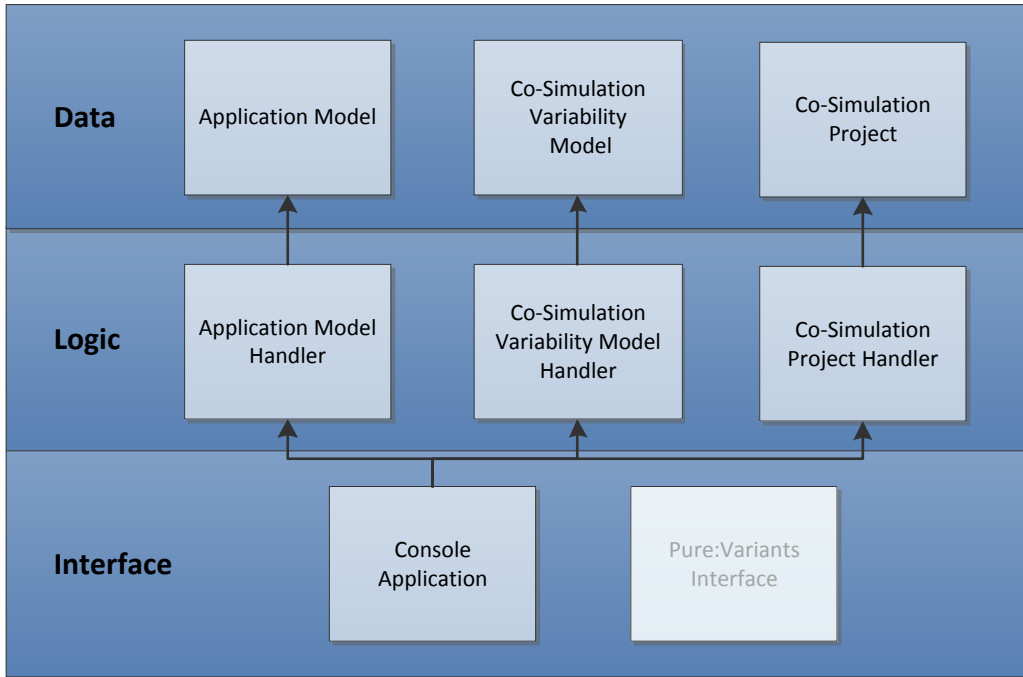 Data
Application Model
Co-Simulation
Variability
Model
Co-Simulation
Project
Logic
Application Model
Handler
Co-Simulation
Variability Model
Handler
Co-Simulation
Project Handler
Interface
Console
Application
Pure:Variants
Interface